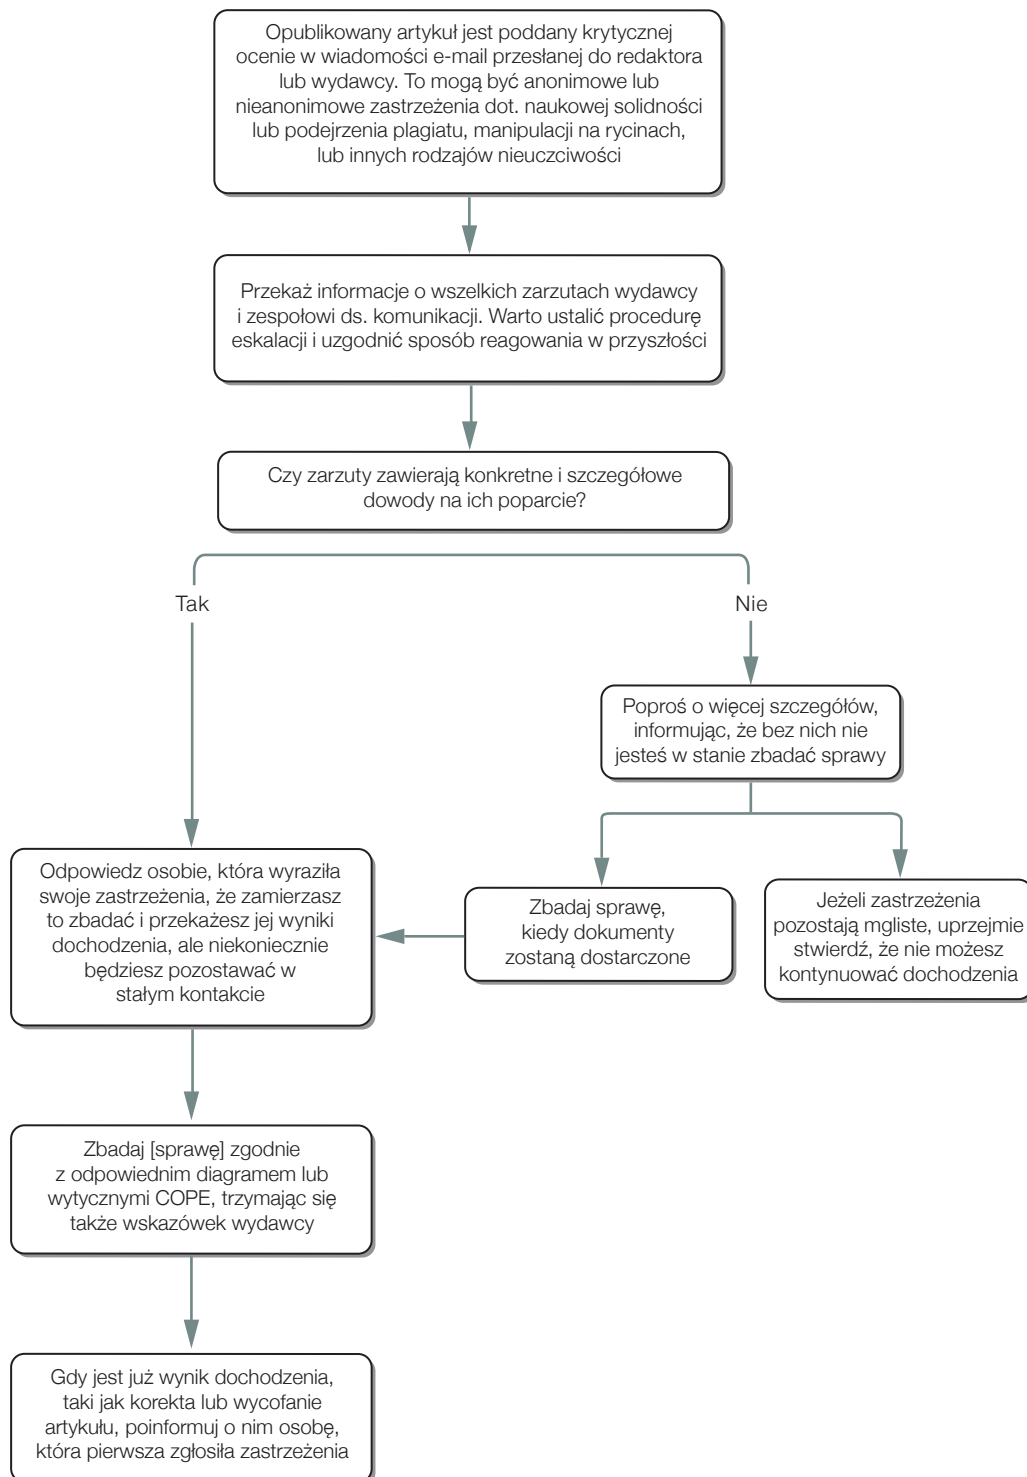 Opublikowany artykuł jest poddany krytycznej
ocenie w wiadomości e-mail przesłanej do redaktora
lub wydawcy. To mogą być anonimowe lub
nieanonimowe zastrzeżenia dot. naukowej solidności
lub podejrzenia plagiatu, manipulacji na rycinach,
lub innych rodzajów nieuczciwości
Przekaż informacje o wszelkich zarzutach wydawcy
i zespołowi ds. komunikacji. Warto ustalić procedurę
eskalacji i uzgodnić sposób reagowania w przyszłości
Czy zarzuty zawierają konkretne i szczegółowe
dowody na ich poparcie?
Tak
Nie
Poproś o więcej szczegółów,
informując, że bez nich nie
jesteś w stanie zbadać sprawy
Odpowiedz osobie, która wyraziła
swoje zastrzeżenia, że zamierzasz
to zbadać i przekażesz jej wyniki
dochodzenia, ale niekoniecznie
będziesz pozostawać w
stałym kontakcie
Zbadaj sprawę,
kiedy dokumenty
zostaną dostarczone
Jeżeli zastrzeżenia
pozostają mgliste, uprzejmie
stwierdź, że nie możesz
kontynuować dochodzenia
Zbadaj [sprawę] zgodnie
z odpowiednim diagramem lub
wytycznymi COPE, trzymając się
także wskazówek wydawcy
Gdy jest już wynik dochodzenia,
taki jak korekta lub wycofanie
artykułu, poinformuj o nim osobę,
która pierwsza zgłosiła zastrzeżenia